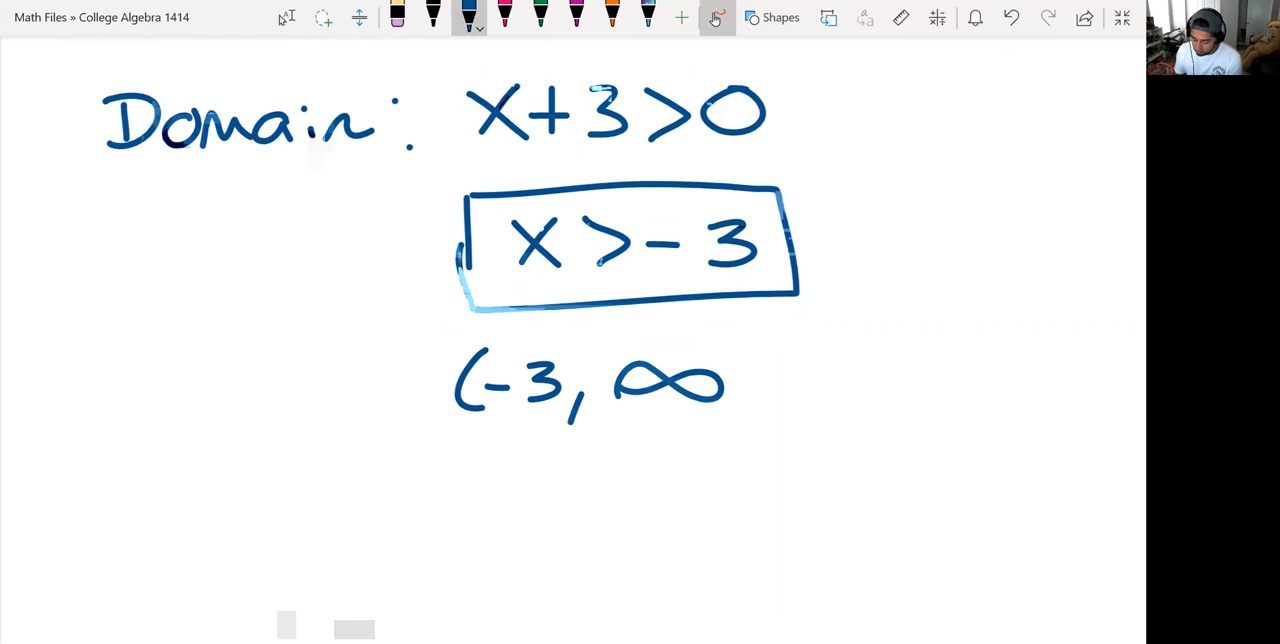 Math Files » College Algebra 1414
Shapes
Domain: x+3>0
x>-3
(-3, ∞